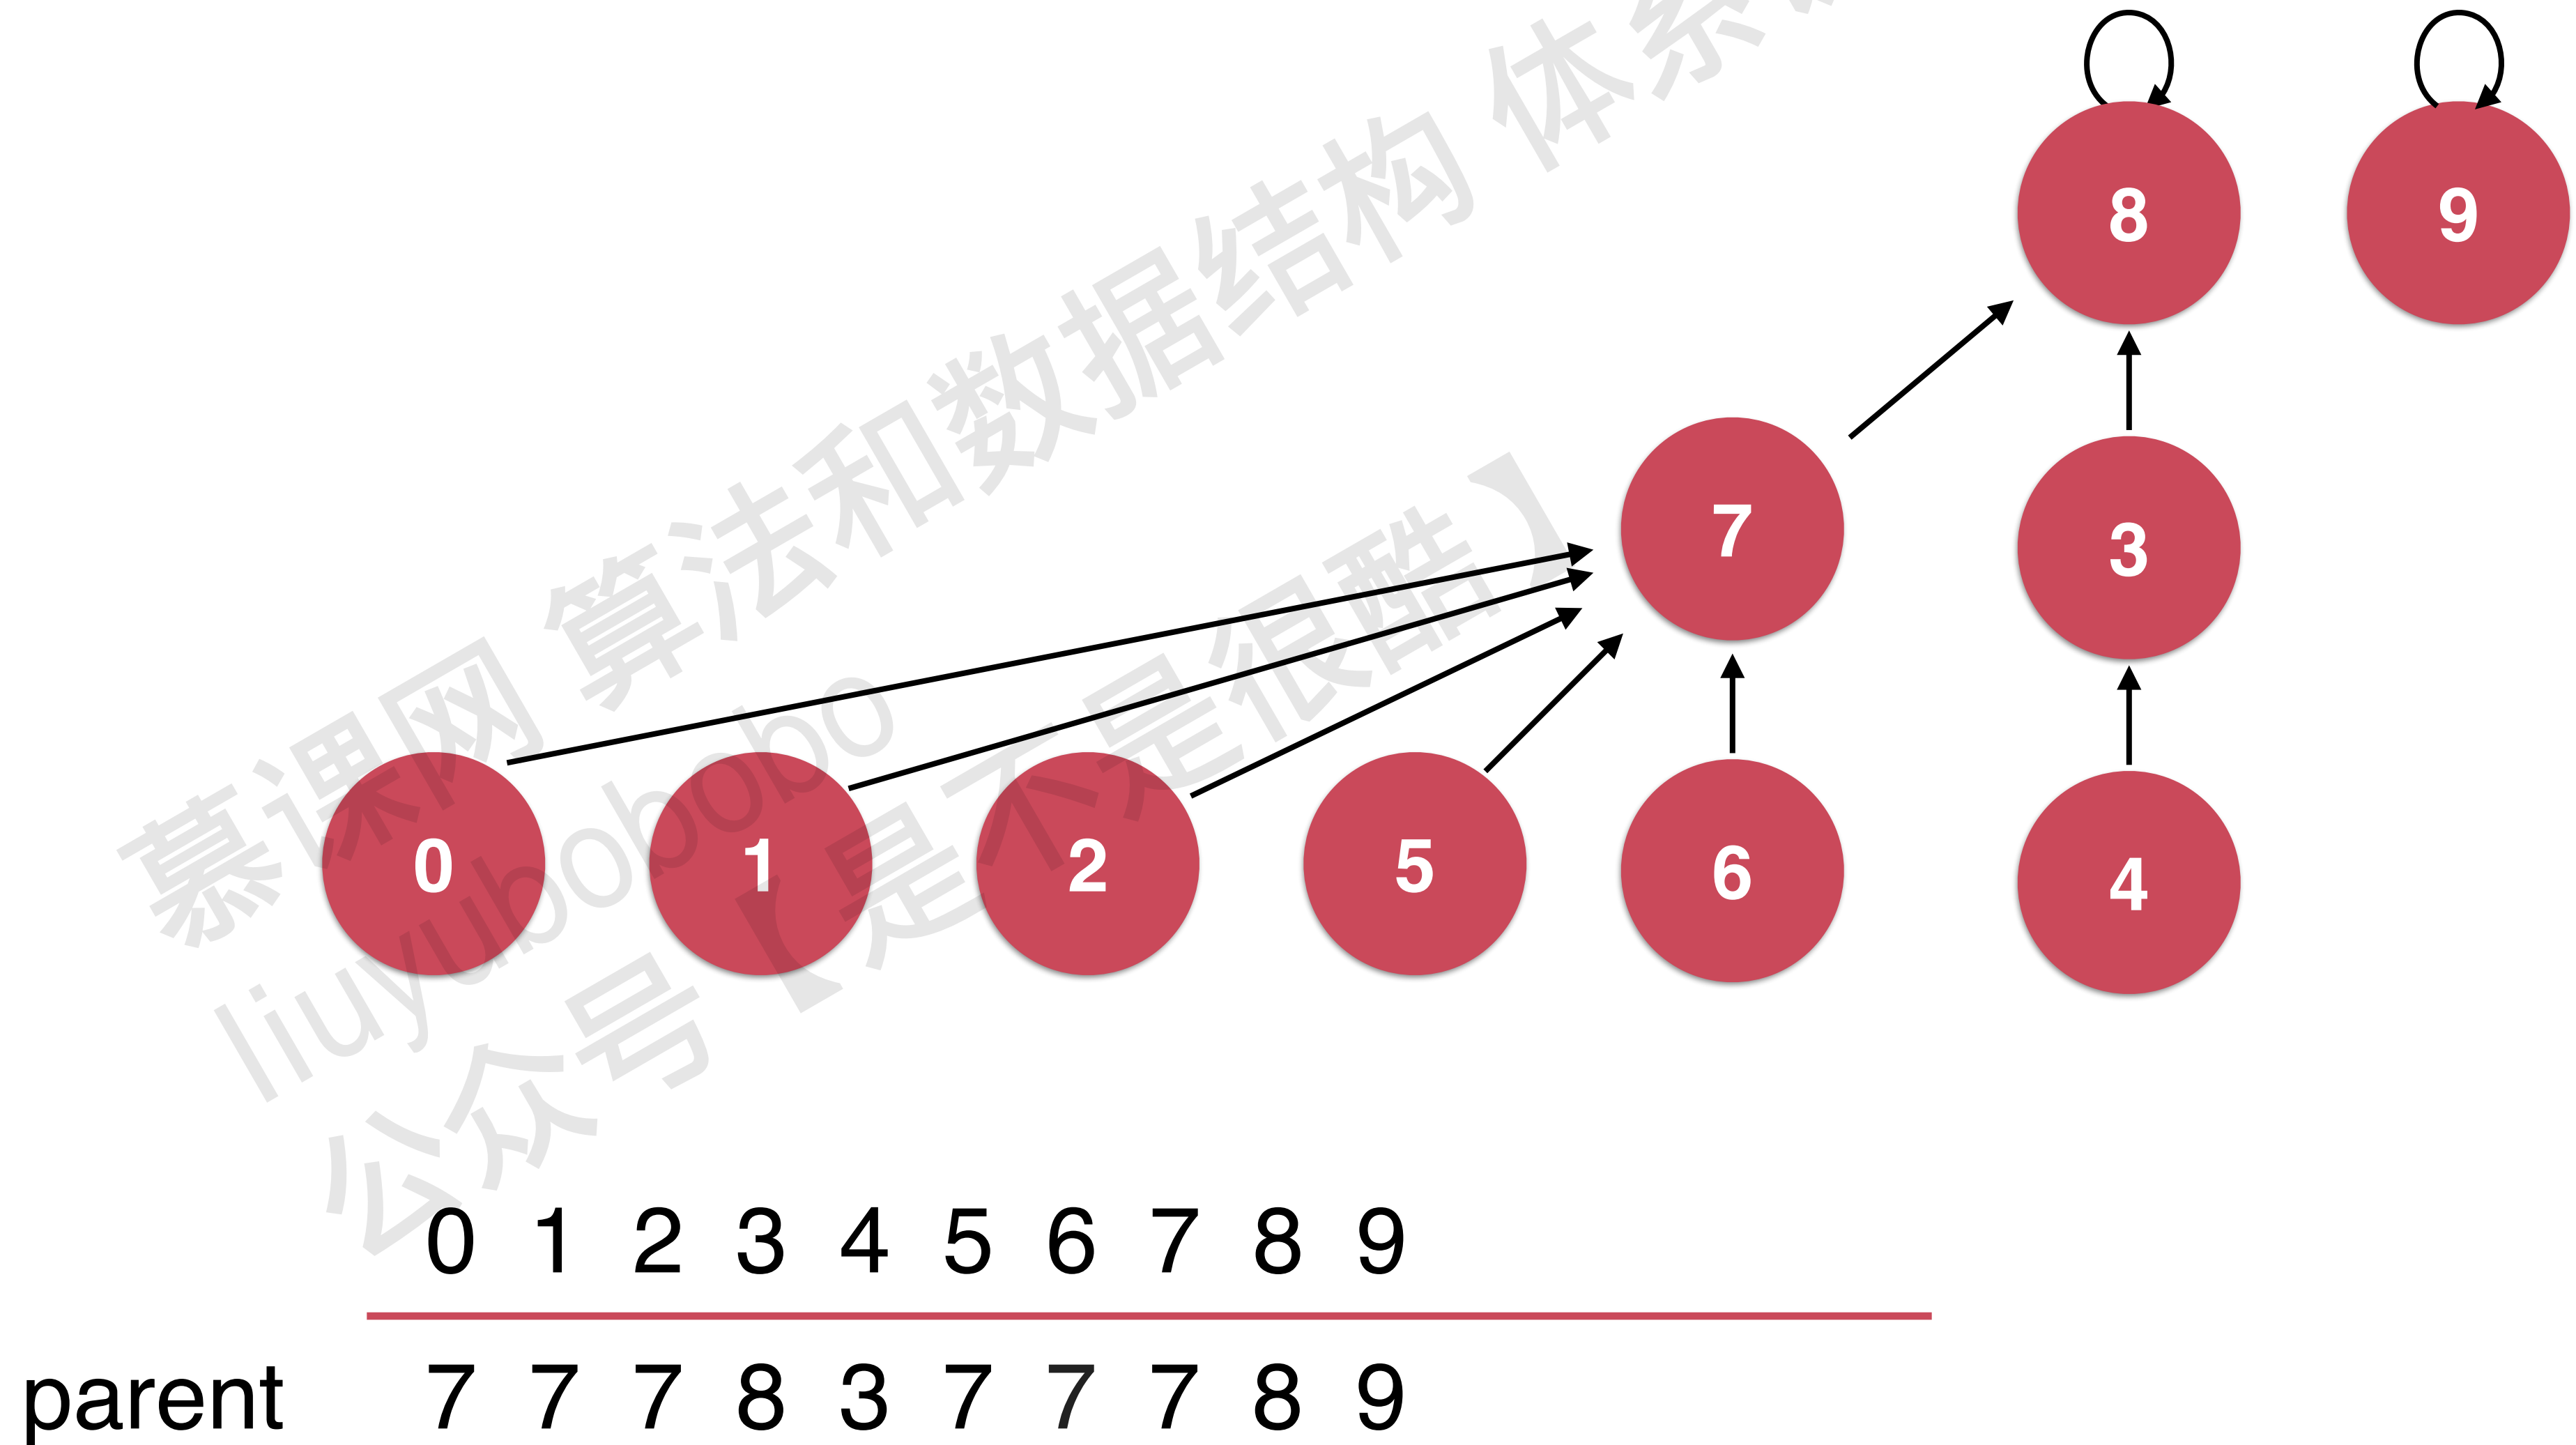 慕课网 算法和数据结构 体系
liuyubobobo
公众号【是不是很酷】
8 9
7
3
0 1 2 5 6 4
0 1 2 3 4 5 6 7 8 9
parent 7 7 7 8 3 7 7 7 8 9